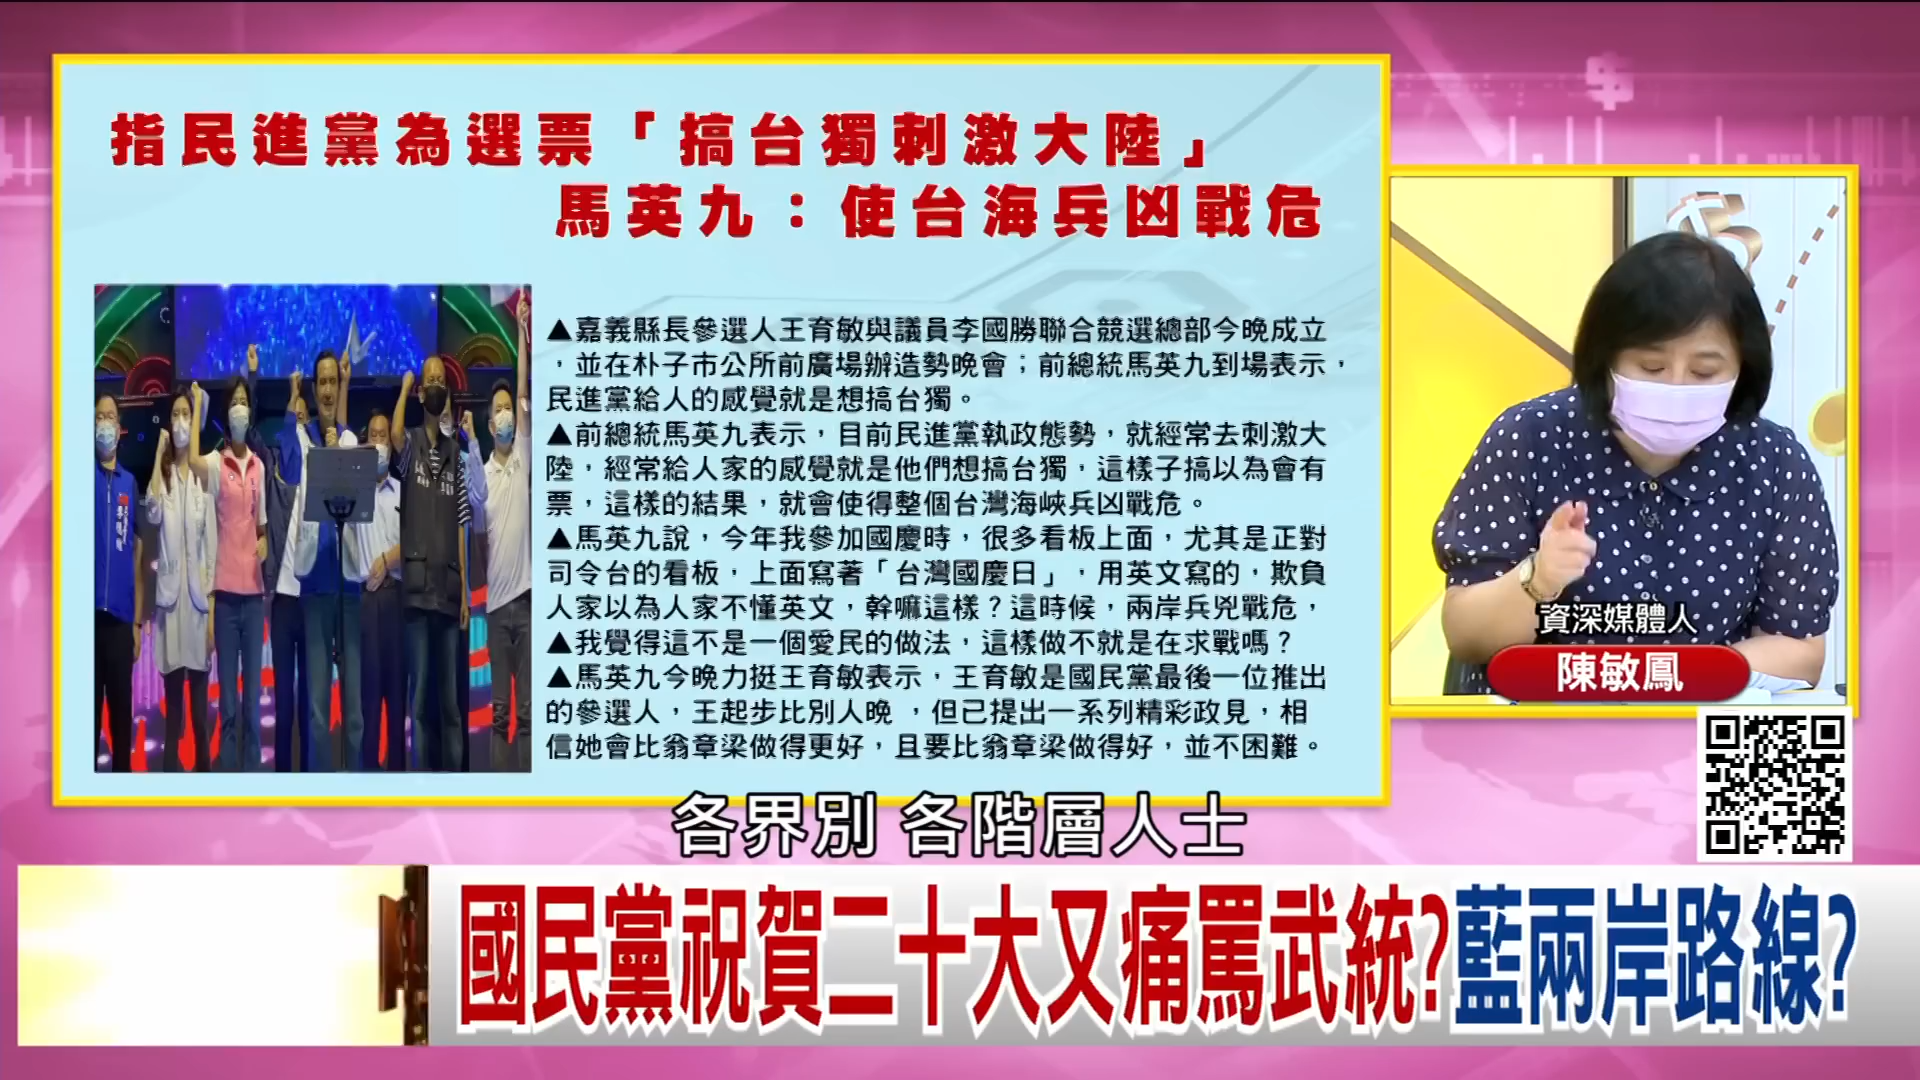 指民進黨為選票「搞台獨刺激大陸」
馬英九：使台海兵凶戰危
▲嘉義縣長參選人王育敏與議員李國勝聯合競選總部今晚成立
，並在朴子市公所前廣場辦造勢晚會；前總統馬英九到場表示，
民進黨給人的感覺就是想搞台獨。
▲前總統馬英九表示，目前民進黨執政態勢，就經常去刺激大
陸，經常給人家的感覺就是他們想搞台獨，這樣子搞以為會有
票，這樣的結果，就會使得整個台灣海峽兵凶戰危。
▲馬英九說，今年我參加國慶時，很多看板上面，尤其是正對
司令台的看板，上面寫著「台灣國慶日」，用英文寫的，欺負
人家以為人家不懂英文，幹嘛這樣？這時候，兩岸兵兇戰危，
▲我覺得這不是一個愛民的做法，這樣做不就是在求戰嗎？
▲馬英九今晚力挺王育敏表示，王育敏是國民黨最後一位推出
的參選人，王起步比別人晚 ，但已提出一系列精彩政見，相
信她會比翁章梁做得更好，且要比翁章梁做得好，並不困難。
資深媒體人
陳敏鳳
各界別 各階層人士
國民黨祝賀二十大又痛罵武統?藍兩岸路線?